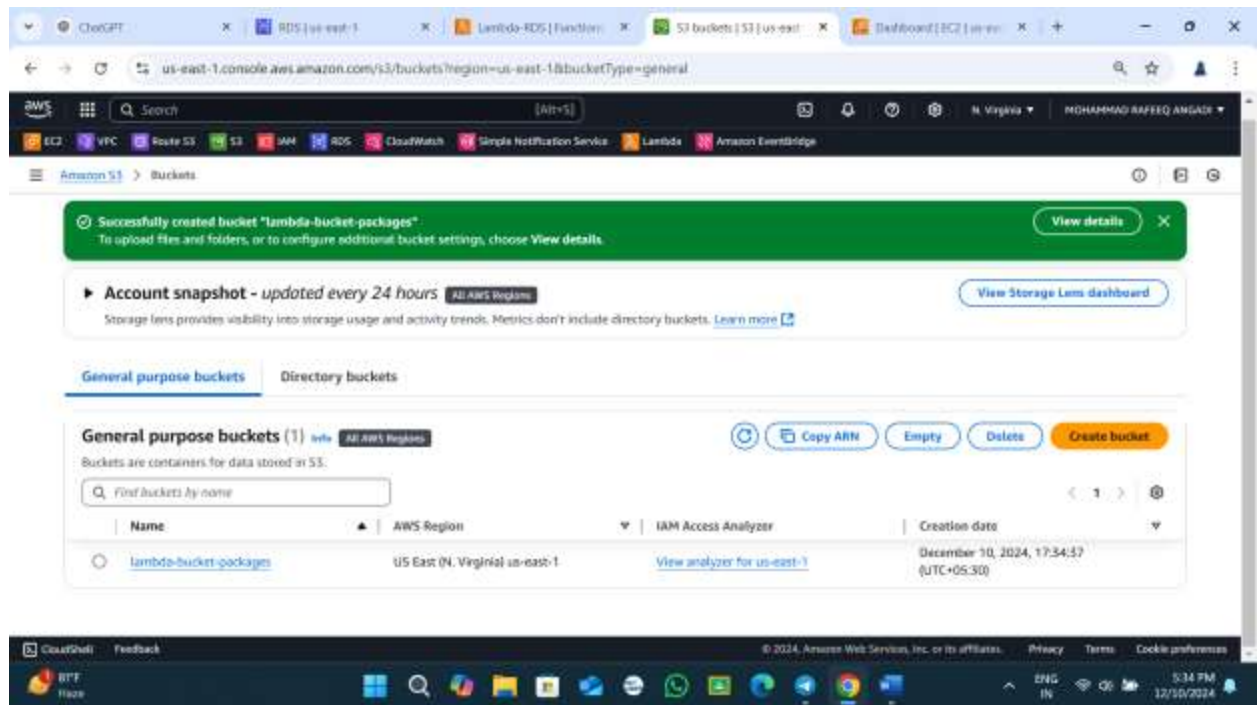 ChatGPT
RDS | us-east-1
Lambda-RDS | Function
S3 buckets | S3 | us-east
Dashboard | EC2 | us-eas
us-east-1.console.aws.amazon.com/s3/buckets?region=us-east-1&bucketType=general
aws
Search
[Alt+S]
N. Virginia
MOHAMMAD RAFEEQ ANGADI
EC2
VPC
Route 53
S3
IAM
RDS
CloudWatch
Simple Notification Service
Lambda
Amazon EventBridge
Amazon S3 > Buckets
Successfully created bucket "lambda-bucket-packages"
To upload files and folders, or to configure additional bucket settings, choose View details.
View details
Account snapshot - updated every 24 hours All AWS Regions
View Storage Lens dashboard
Storage lens provides visibility into storage usage and activity trends. Metrics don't include directory buckets. Learn more
General purpose buckets
Directory buckets
General purpose buckets (1) Info All AWS Regions
Copy ARN
Empty
Delete
Create bucket
Buckets are containers for data stored in S3.
Find buckets by name
1
Name
AWS Region
IAM Access Analyzer
Creation date
lambda-bucket-packages
US East (N. Virginia) us-east-1
View analyzer for us-east-1
December 10, 2024, 17:34:37
(UTC+05:30)
CloudShell
Feedback
© 2024, Amazon Web Services, Inc. or its affiliates.
Privacy
Terms
Cookie preferences
81°F
Haze
ENG
IN
5:34 PM
12/10/2024